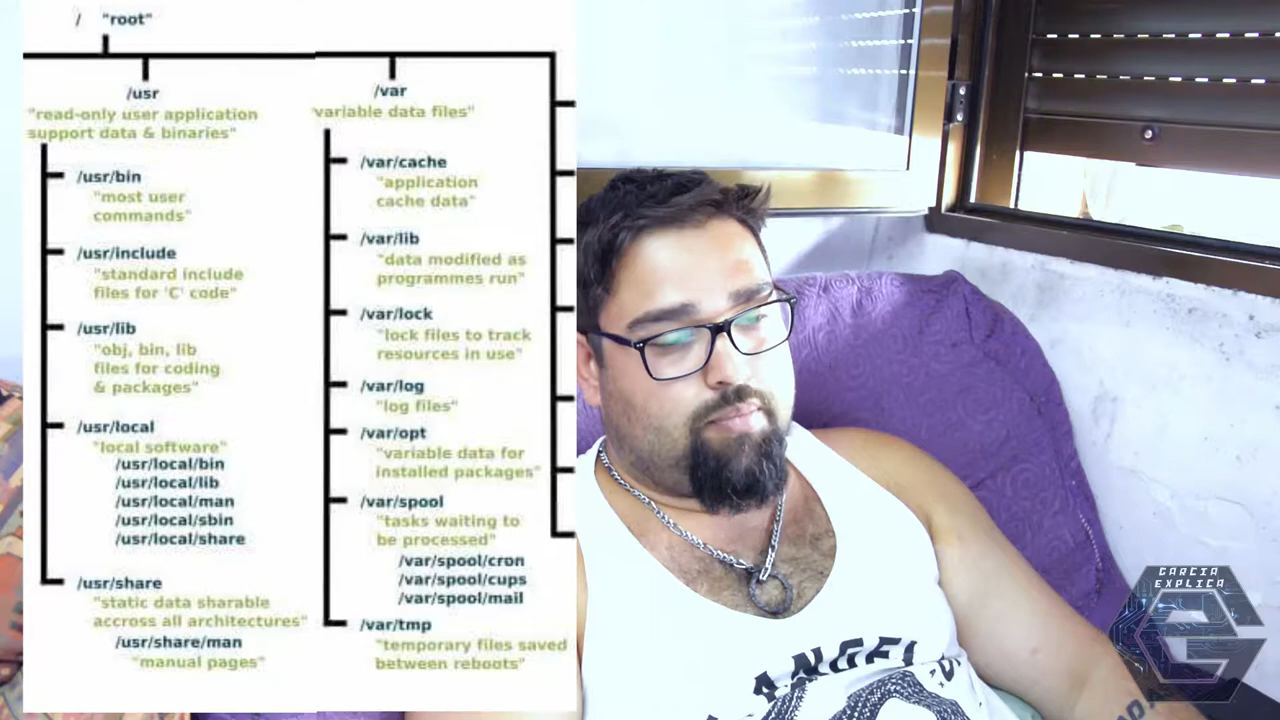 / "root"
/usr
"read-only user application
support data & binaries"
/usr/bin
"most user
commands"
/usr/include
"standard include
files for 'C' code"
/usr/lib
"obj, bin, lib
files for coding
& packages"
/usr/local
"local software"
/usr/local/bin
/usr/local/lib
/usr/local/man
/usr/local/sbin
/usr/local/share
/usr/share
"static data sharable
accross all architectures"
/usr/share/man
"manual pages"
/var
variable data files"
/var/cache
"application
cache data"
/var/lib
"data modified as
programmes run"
/var/lock
"lock files to track
resources in use"
/var/log
"log files"
/var/opt
"variable data for
installed packages"
/var/spool
"tasks waiting to
be processed"
/var/spool/cron
/var/spool/cups
/var/spool/mail
/var/tmp
"temporary files saved
between reboots"
ANGEL
GARCIA
EXPLICA